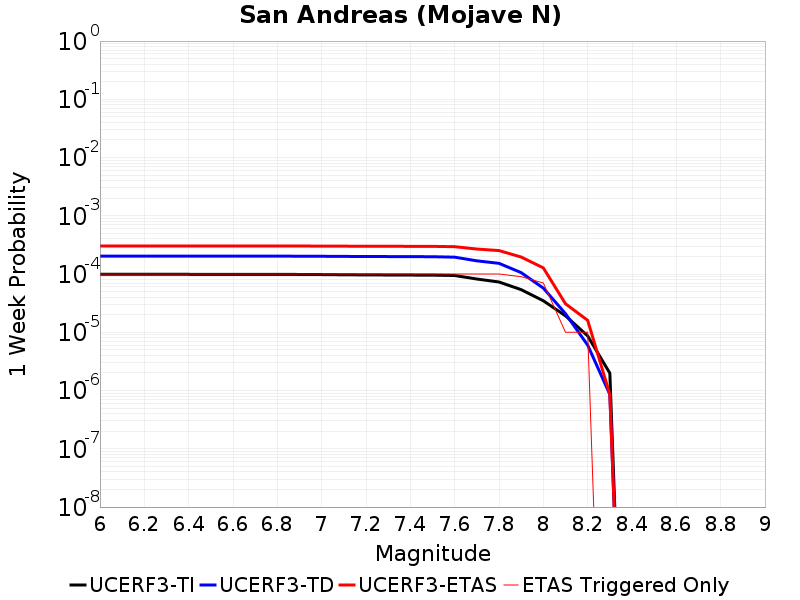 San Andreas (Mojave N)
1 Week Probability
10^0
10^-1
10^-2
10^-3
10^-4
10^-5
10^-6
10^-7
10^-8
6 6.2 6.4 6.6 6.8 7 7.2 7.4 7.6 7.8 8 8.2 8.4 8.6 8.8 9
Magnitude
UCERF3-TI UCERF3-TD UCERF3-ETAS ETAS Triggered Only